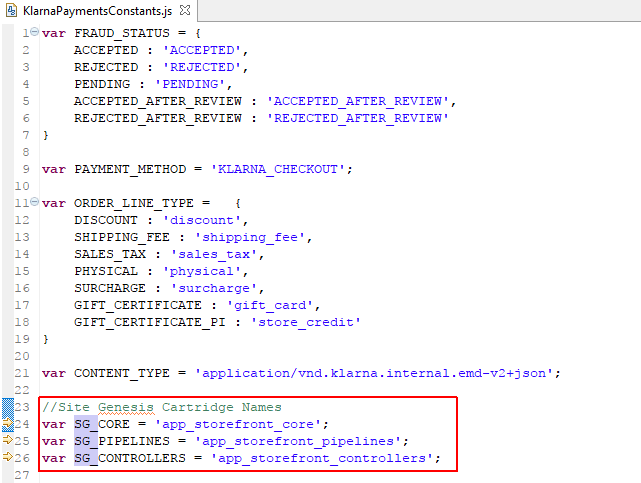 KlarnaPaymentsConstants.js
1 var FRAUD_STATUS = {
2 ACCEPTED : 'ACCEPTED',
3 REJECTED : 'REJECTED',
4 PENDING : 'PENDING',
5 ACCEPTED_AFTER_REVIEW : 'ACCEPTED_AFTER_REVIEW',
6 REJECTED_AFTER_REVIEW : 'REJECTED_AFTER_REVIEW'
7 }
8
9 var PAYMENT_METHOD = 'KLARNA_CHECKOUT';
10
11 var ORDER_LINE_TYPE =   {
12 DISCOUNT : 'discount',
13 SHIPPING_FEE : 'shipping_fee',
14 SALES_TAX : 'sales_tax',
15 PHYSICAL : 'physical',
16 SURCHARGE : 'surcharge',
17 GIFT_CERTIFICATE : 'gift_card',
18 GIFT_CERTIFICATE_PI : 'store_credit'
19 }
20
21 var CONTENT_TYPE = 'application/vnd.klarna.internal.emd-v2+json';
22
23 //Site Genesis Cartridge Names
24 var SG_CORE = 'app_storefront_core';
25 var SG_PIPELINES = 'app_storefront_pipelines';
26 var SG_CONTROLLERS = 'app_storefront_controllers';
27